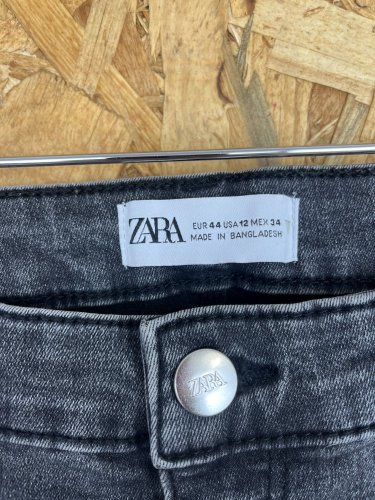 ZARA
EUR 44 USA 12 MEX 34
MADE IN BANGLADESH
ZARA